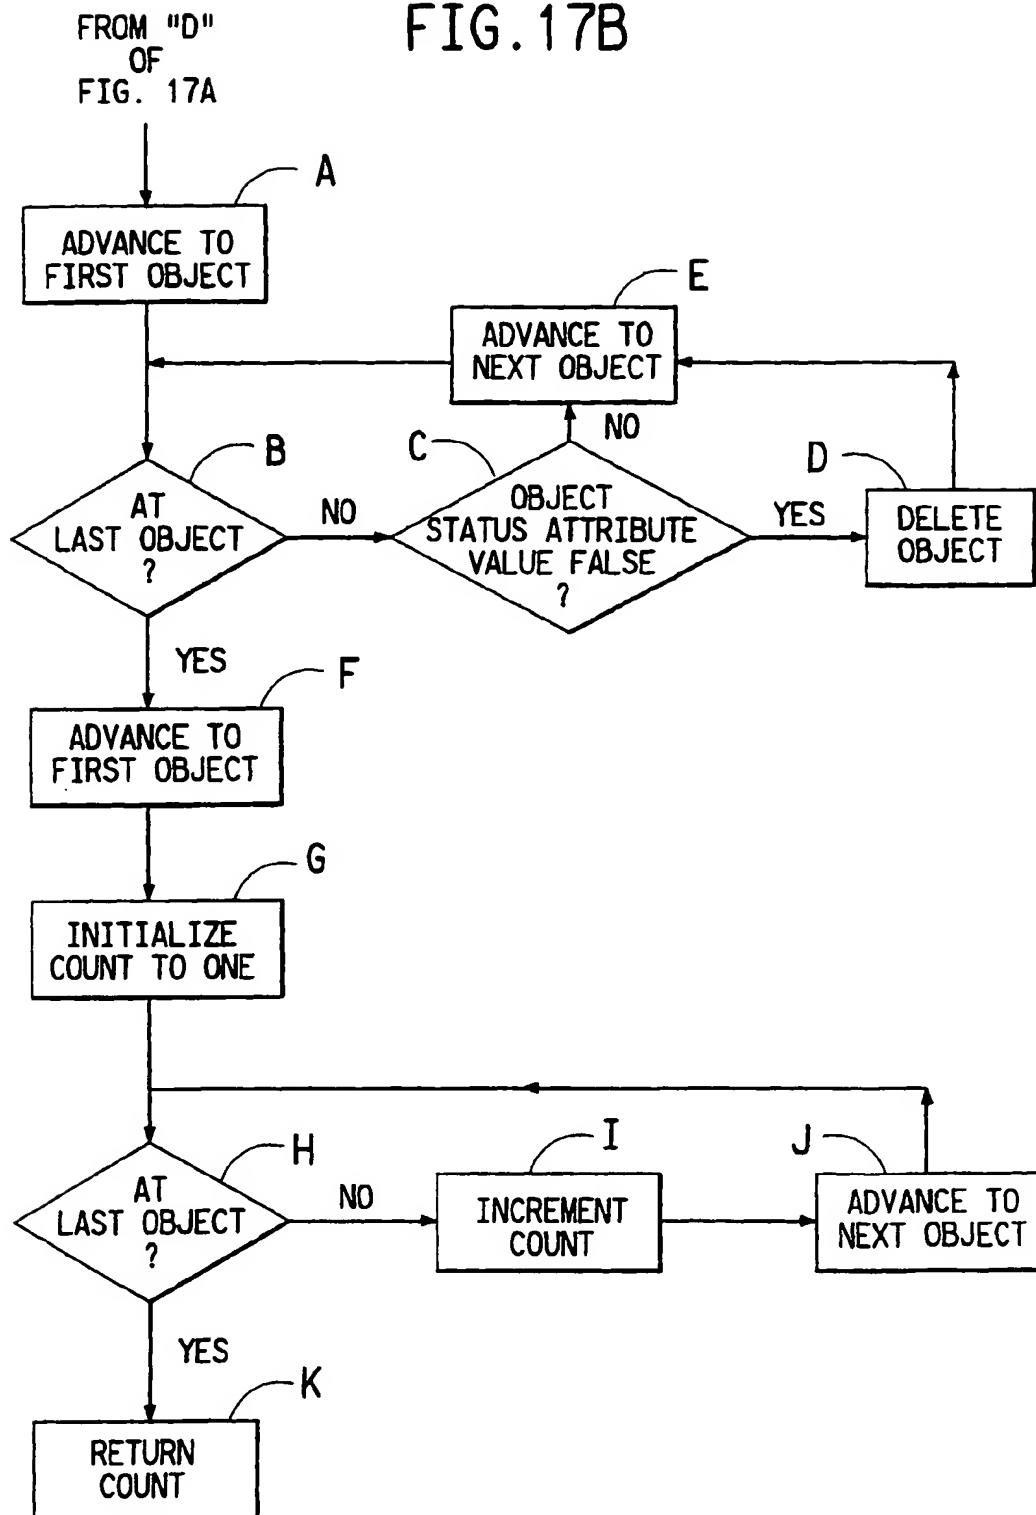 FROM "D"
OF
FIG. 17A
FIG.17B
A
ADVANCE TO
FIRST OBJECT
E
ADVANCE TO
NEXT OBJECT
B
AT
LAST OBJECT
?
NO
C
NO
OBJECT
STATUS ATTRIBUTE
VALUE FALSE
?
YES
D
DELETE
OBJECT
YES
F
ADVANCE TO
FIRST OBJECT
G
INITIALIZE
COUNT TO ONE
H
AT
LAST OBJECT
?
NO
I
INCREMENT
COUNT
J
ADVANCE TO
NEXT OBJECT
YES
K
RETURN
COUNT